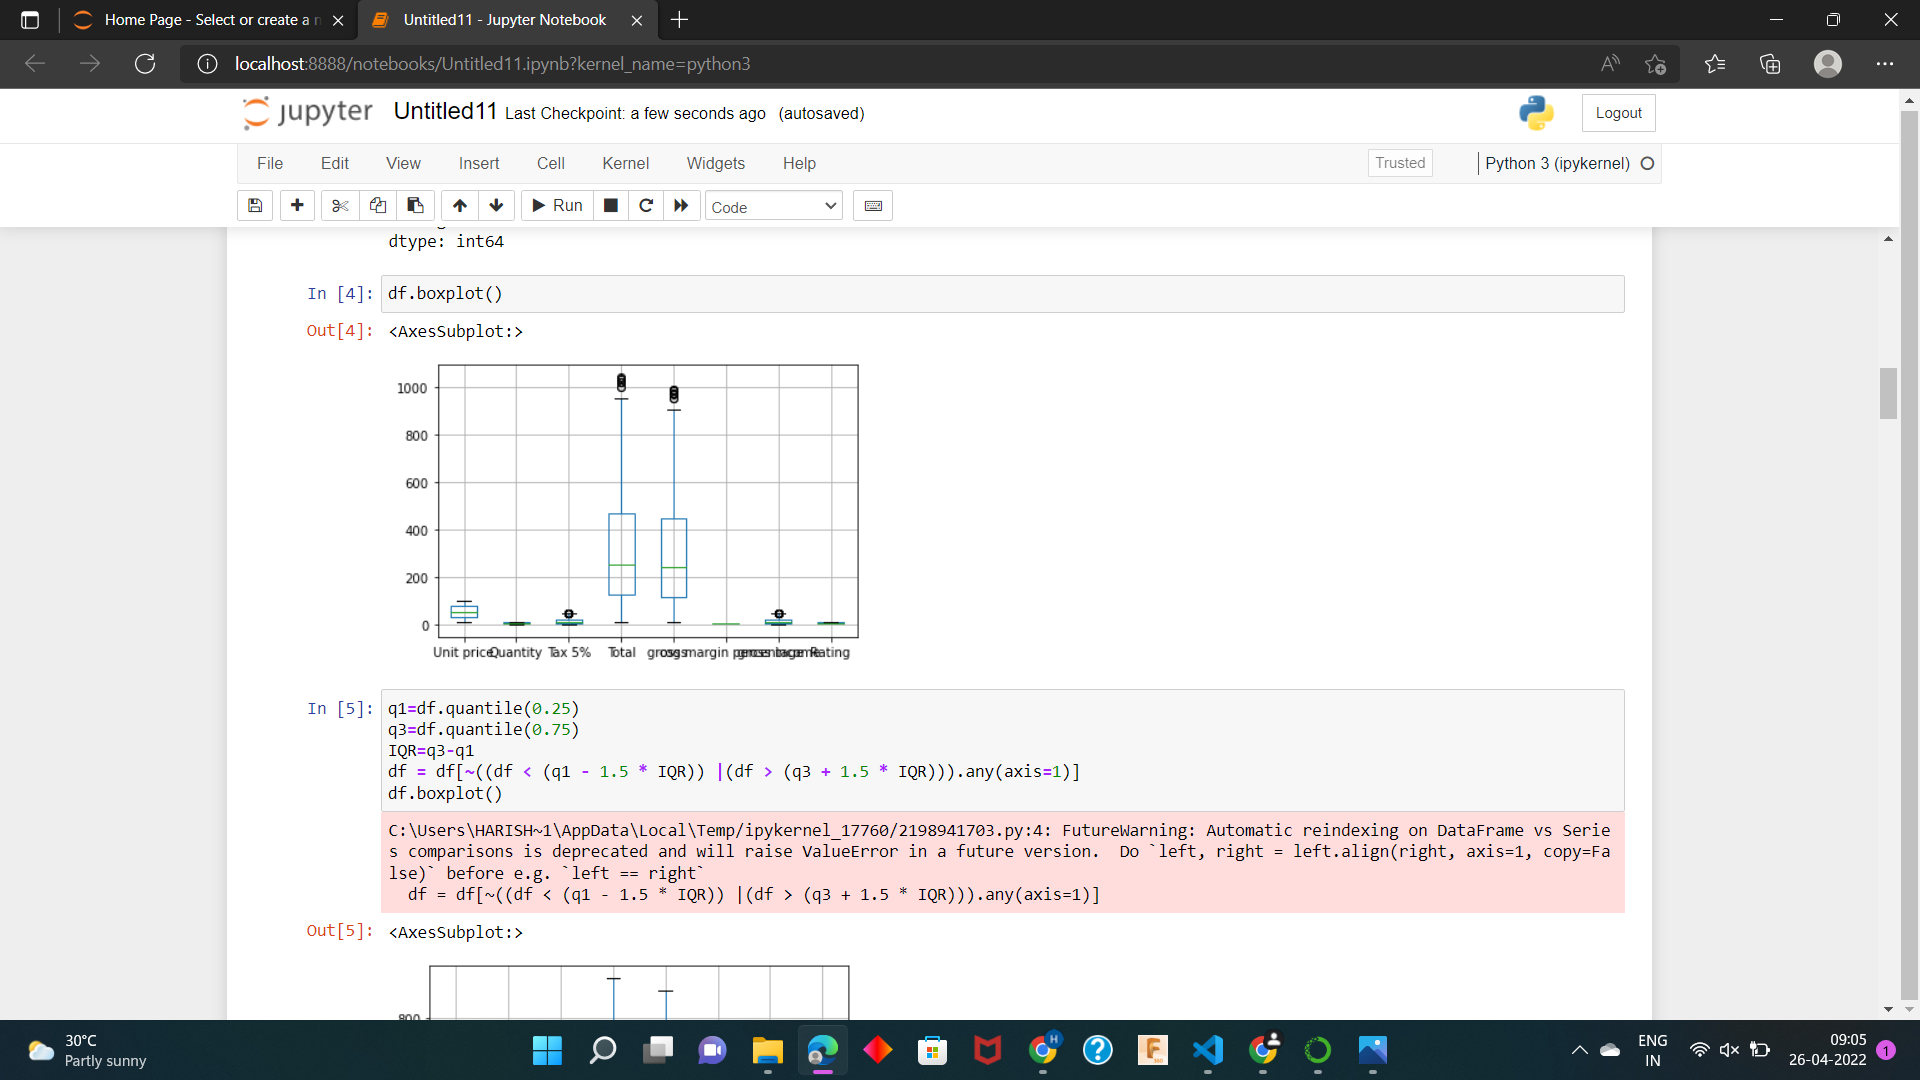 Home Page - Select or create a n
Untitled11 - Jupyter Notebook
localhost:8888/notebooks/Untitled11.ipynb?kernel_name=python3
jupyter Untitled11 Last Checkpoint: a few seconds ago (autosaved)
Logout
File Edit View Insert Cell Kernel Widgets Help
Trusted
Python 3 (ipykernel)
Run
Code
dtype: int64
In [4]: df.boxplot()
Out[4]: <AxesSubplot:>
1000
800
600
400
200
0
Unit price Quantity Tax 5% Total gross margin percentage Rating
In [5]: q1=df.quantile(0.25)
q3=df.quantile(0.75)
IQR=q3-q1
df = df[~((df < (q1 - 1.5 * IQR)) |(df > (q3 + 1.5 * IQR))).any(axis=1)]
df.boxplot()
C:\Users\HARISH~1\AppData\Local\Temp/ipykernel_17760/2198941703.py:4: FutureWarning: Automatic reindexing on DataFrame vs Serie
s comparisons is deprecated and will raise ValueError in a future version.  Do `left, right = left.align(right, axis=1, copy=Fa
lse)` before e.g. `left == right`
df = df[~((df < (q1 - 1.5 * IQR)) |(df > (q3 + 1.5 * IQR))).any(axis=1)]
Out[5]: <AxesSubplot:>
800
30°C
Partly sunny
ENG
IN
09:05
26-04-2022
1